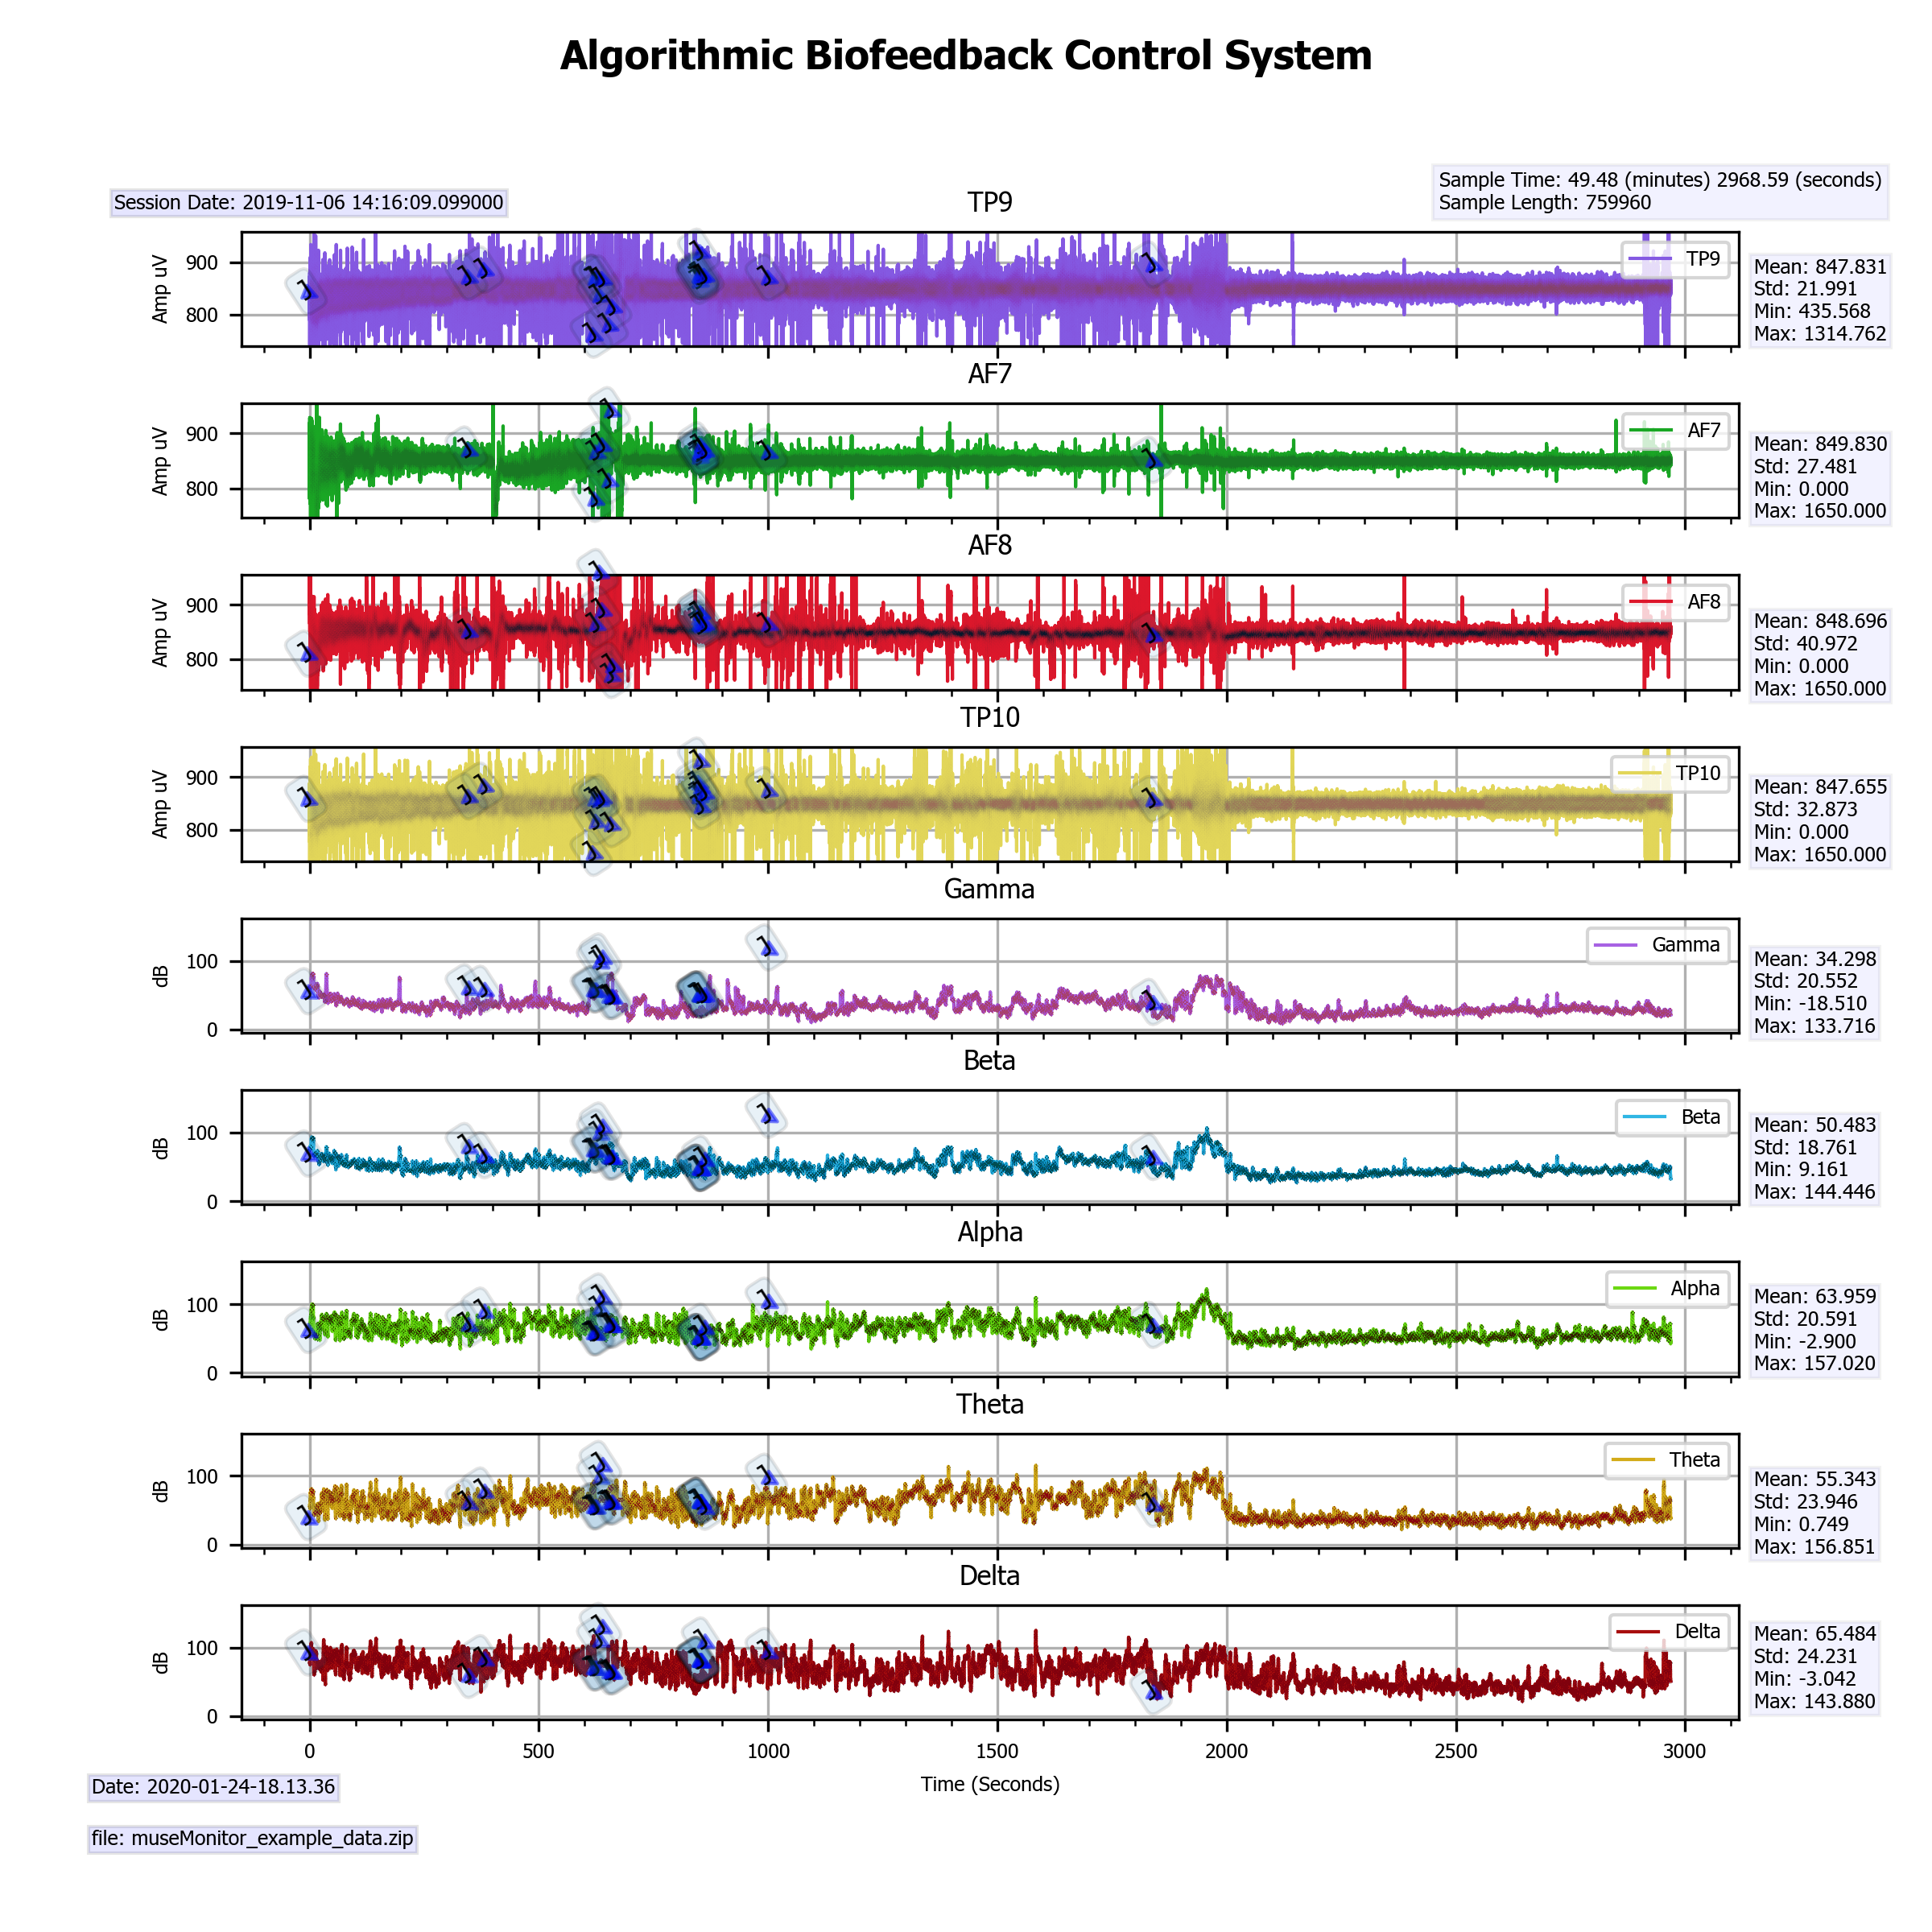 Algorithmic Biofeedback Control System
Session Date: 2019-11-06 14:16:09.099000
Sample Time: 49.48 (minutes) 2968.59 (seconds)
Sample Length: 759960
TP9
Amp uV
900
800
TP9
Mean: 847.831
Std: 21.991
Min: 435.568
Max: 1314.762
AF7
Amp uV
900
800
AF7
Mean: 849.830
Std: 27.481
Min: 0.000
Max: 1650.000
AF8
Amp uV
900
800
AF8
Mean: 848.696
Std: 40.972
Min: 0.000
Max: 1650.000
TP10
Amp uV
900
800
TP10
Mean: 847.655
Std: 32.873
Min: 0.000
Max: 1650.000
Gamma
dB
100
0
Gamma
Mean: 34.298
Std: 20.552
Min: -18.510
Max: 133.716
Beta
dB
100
0
Beta
Mean: 50.483
Std: 18.761
Min: 9.161
Max: 144.446
Alpha
dB
100
0
Alpha
Mean: 63.959
Std: 20.591
Min: -2.900
Max: 157.020
Theta
dB
100
0
Theta
Mean: 55.343
Std: 23.946
Min: 0.749
Max: 156.851
Delta
dB
100
0
Delta
Mean: 65.484
Std: 24.231
Min: -3.042
Max: 143.880
0 500 1000 1500 2000 2500 3000
Time (Seconds)
Date: 2020-01-24-18.13.36
file: museMonitor_example_data.zip